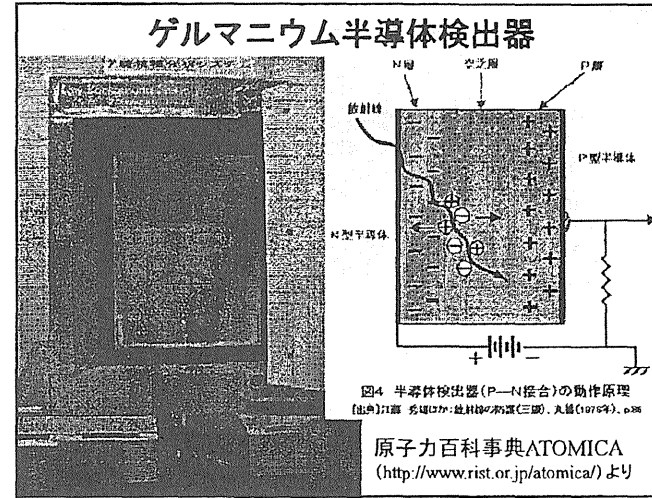 ゲルマニウム半導体検出器
N層
空乏層
P層
放射線
P型半導体
N型半導体
図4 半導体検出器(P—N接合)の動作原理
原子力百科事典ATOMICA
(http://www.rist.or.jp/atomica/)より